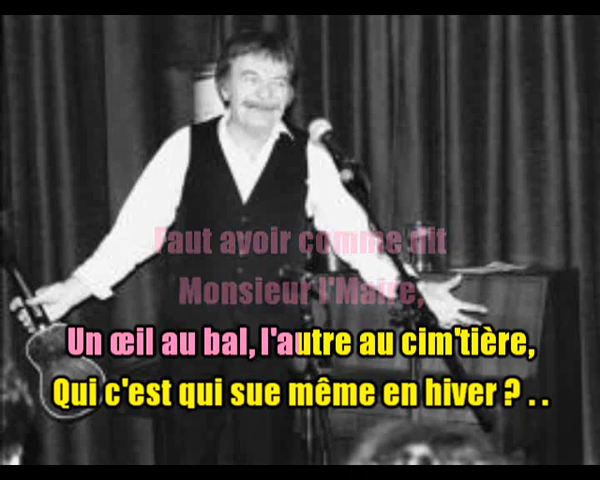 Faut avoir comme dit
Monsieur l'Maire,
Un œil au bal, l'autre au cim'tière,
Qui c'est qui sue même en hiver ? . .